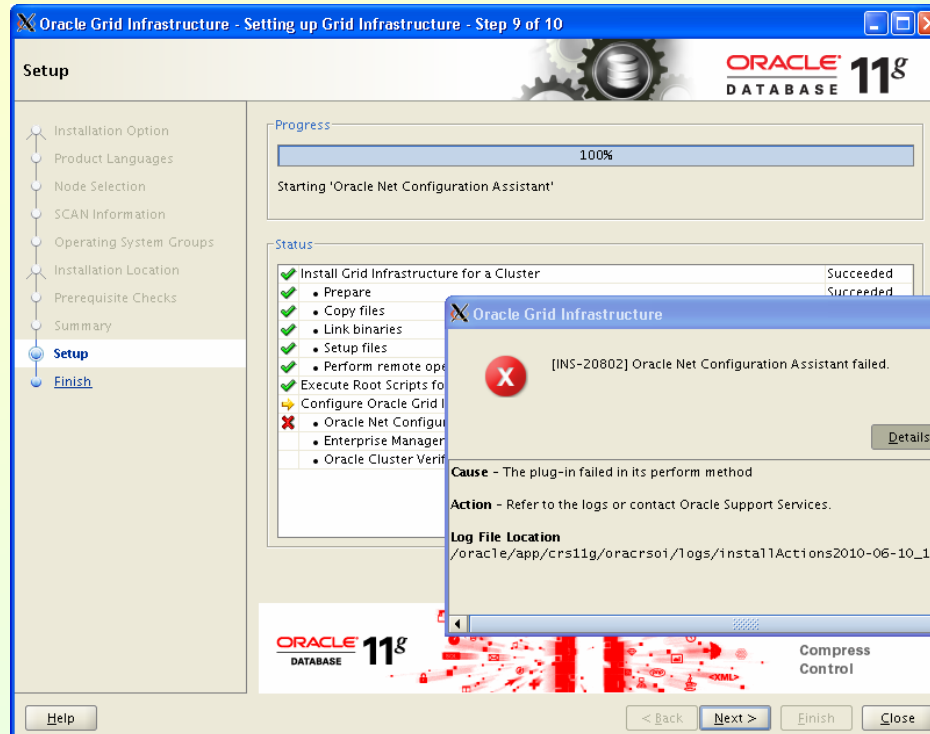 Oracle Grid Infrastructure - Setting up Grid Infrastructure - Step 9 of 10
Setup
ORACLE 11g
DATABASE
Installation Option
Product Languages
Node Selection
SCAN Information
Operating System Groups
Installation Location
Prerequisite Checks
Summary
Setup
Finish
Progress
100%
Starting 'Oracle Net Configuration Assistant'
Status
Install Grid Infrastructure for a Cluster Succeeded
• Prepare Succeeded
• Copy files
• Link binaries
• Setup files
• Perform remote ope
Execute Root Scripts fo
Configure Oracle Grid I
• Oracle Net Configur
• Enterprise Manager
• Oracle Cluster Verif
Oracle Grid Infrastructure
[INS-20802] Oracle Net Configuration Assistant failed.
Details
Cause - The plug-in failed in its perform method
Action - Refer to the logs or contact Oracle Support Services.
Log File Location
/oracle/app/crs11g/oracrsoi/logs/installActions2010-06-10_1
ORACLE 11g
DATABASE
<XML>
Compress
Control
Help
< Back
Next >
Finish
Close